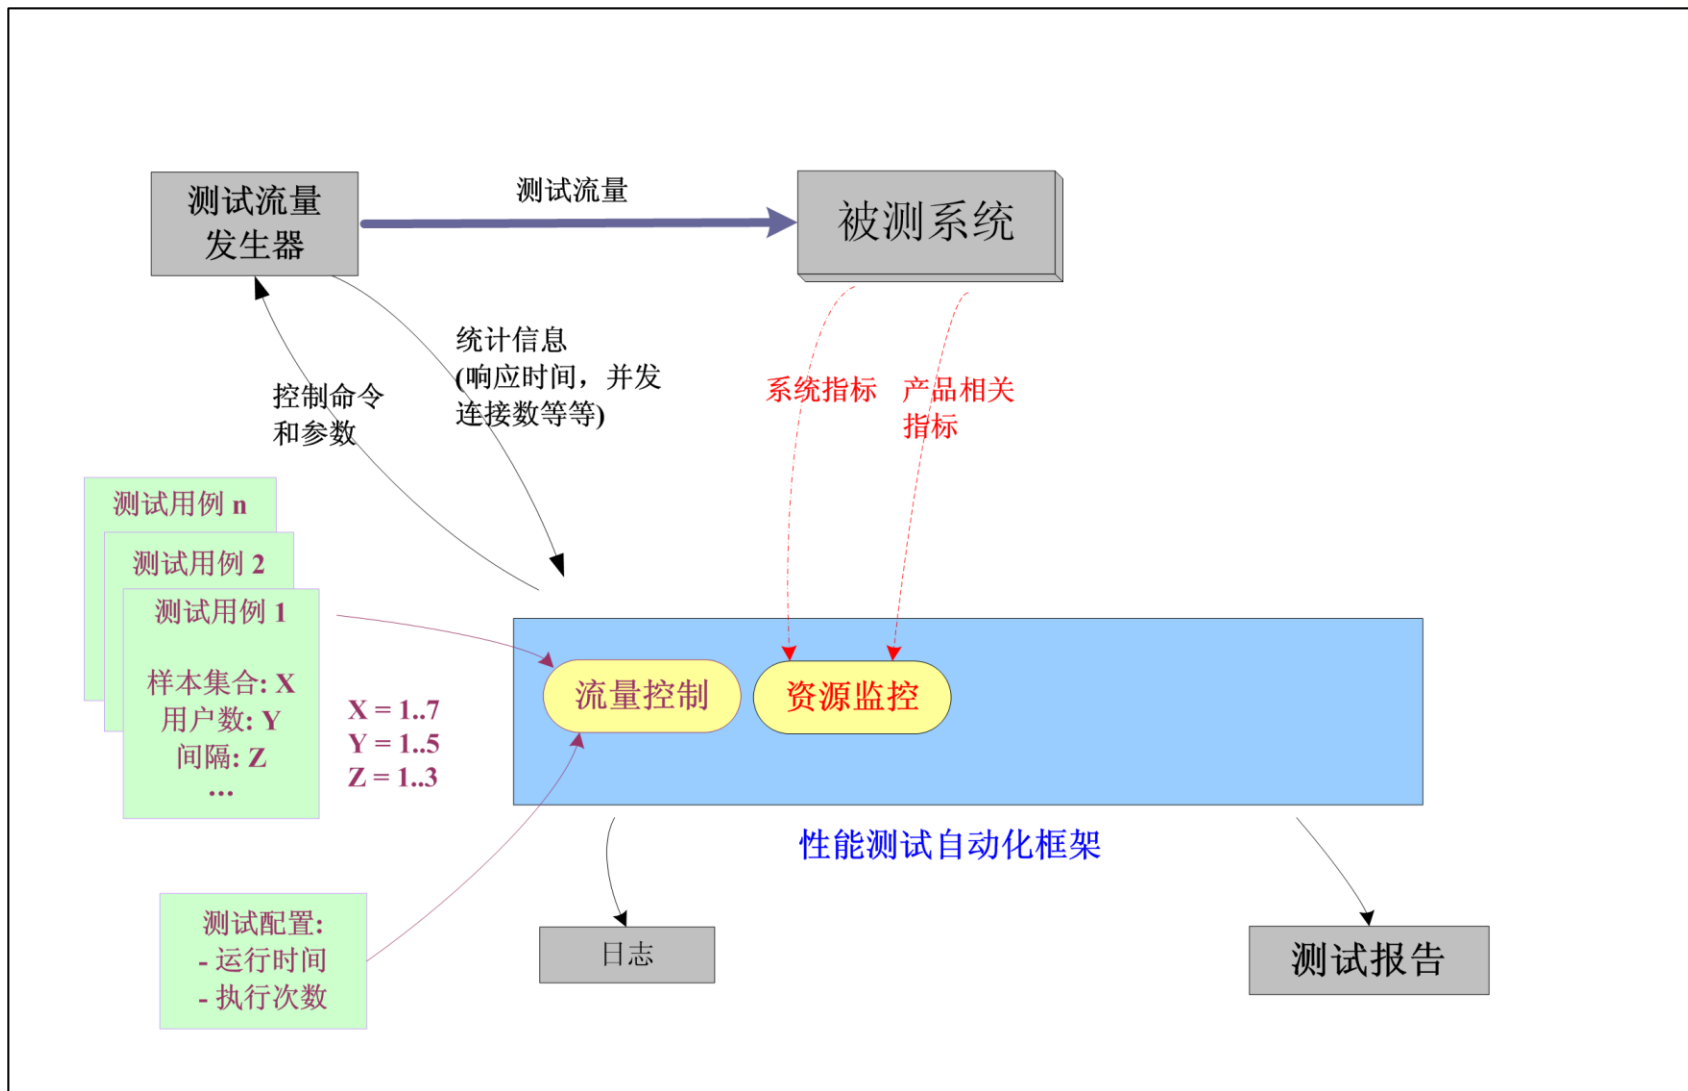 测试流量
发生器
测试流量
被测系统
统计信息
(响应时间，并发
连接数等等)
控制命令
和参数
系统指标
产品相关
指标
测试用例 n
测试用例 2
测试用例 1
样本集合: X
用户数: Y
间隔: Z
...
X = 1..7
Y = 1..5
Z = 1..3
流量控制
资源监控
性能测试自动化框架
测试配置:
- 运行时间
- 执行次数
日志
测试报告